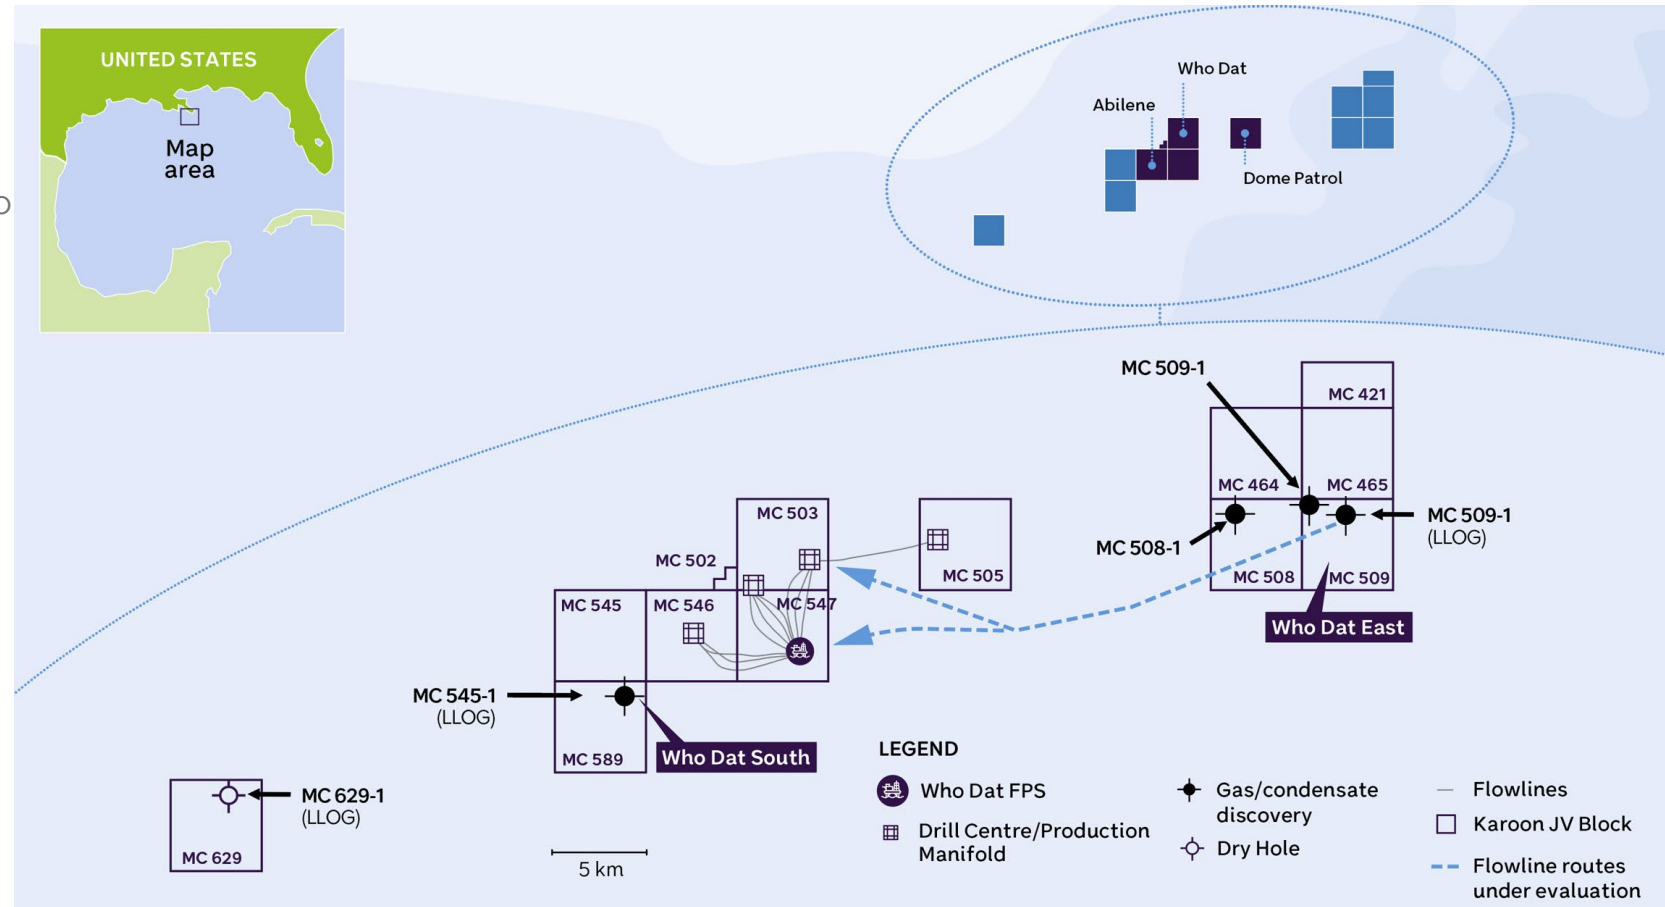 UNITED STATES
Map
area
Who Dat
Abilene
Dome Patrol
MC 509-1
MC 421
MC 464
MC 465
MC 503
MC 509-1
(LLOG)
MC 508-1
MC 502
MC 505
MC 508
MC 509
MC 545
MC 546
MC 547
Who Dat East
MC 545-1
(LLOG)
MC 589
Who Dat South
MC 629-1
(LLOG)
MC 629
5 km
LEGEND
Who Dat FPS
Drill Centre/Production
Manifold
Gas/condensate
discovery
Dry Hole
Flowlines
Karoon JV Block
Flowline routes
under evaluation